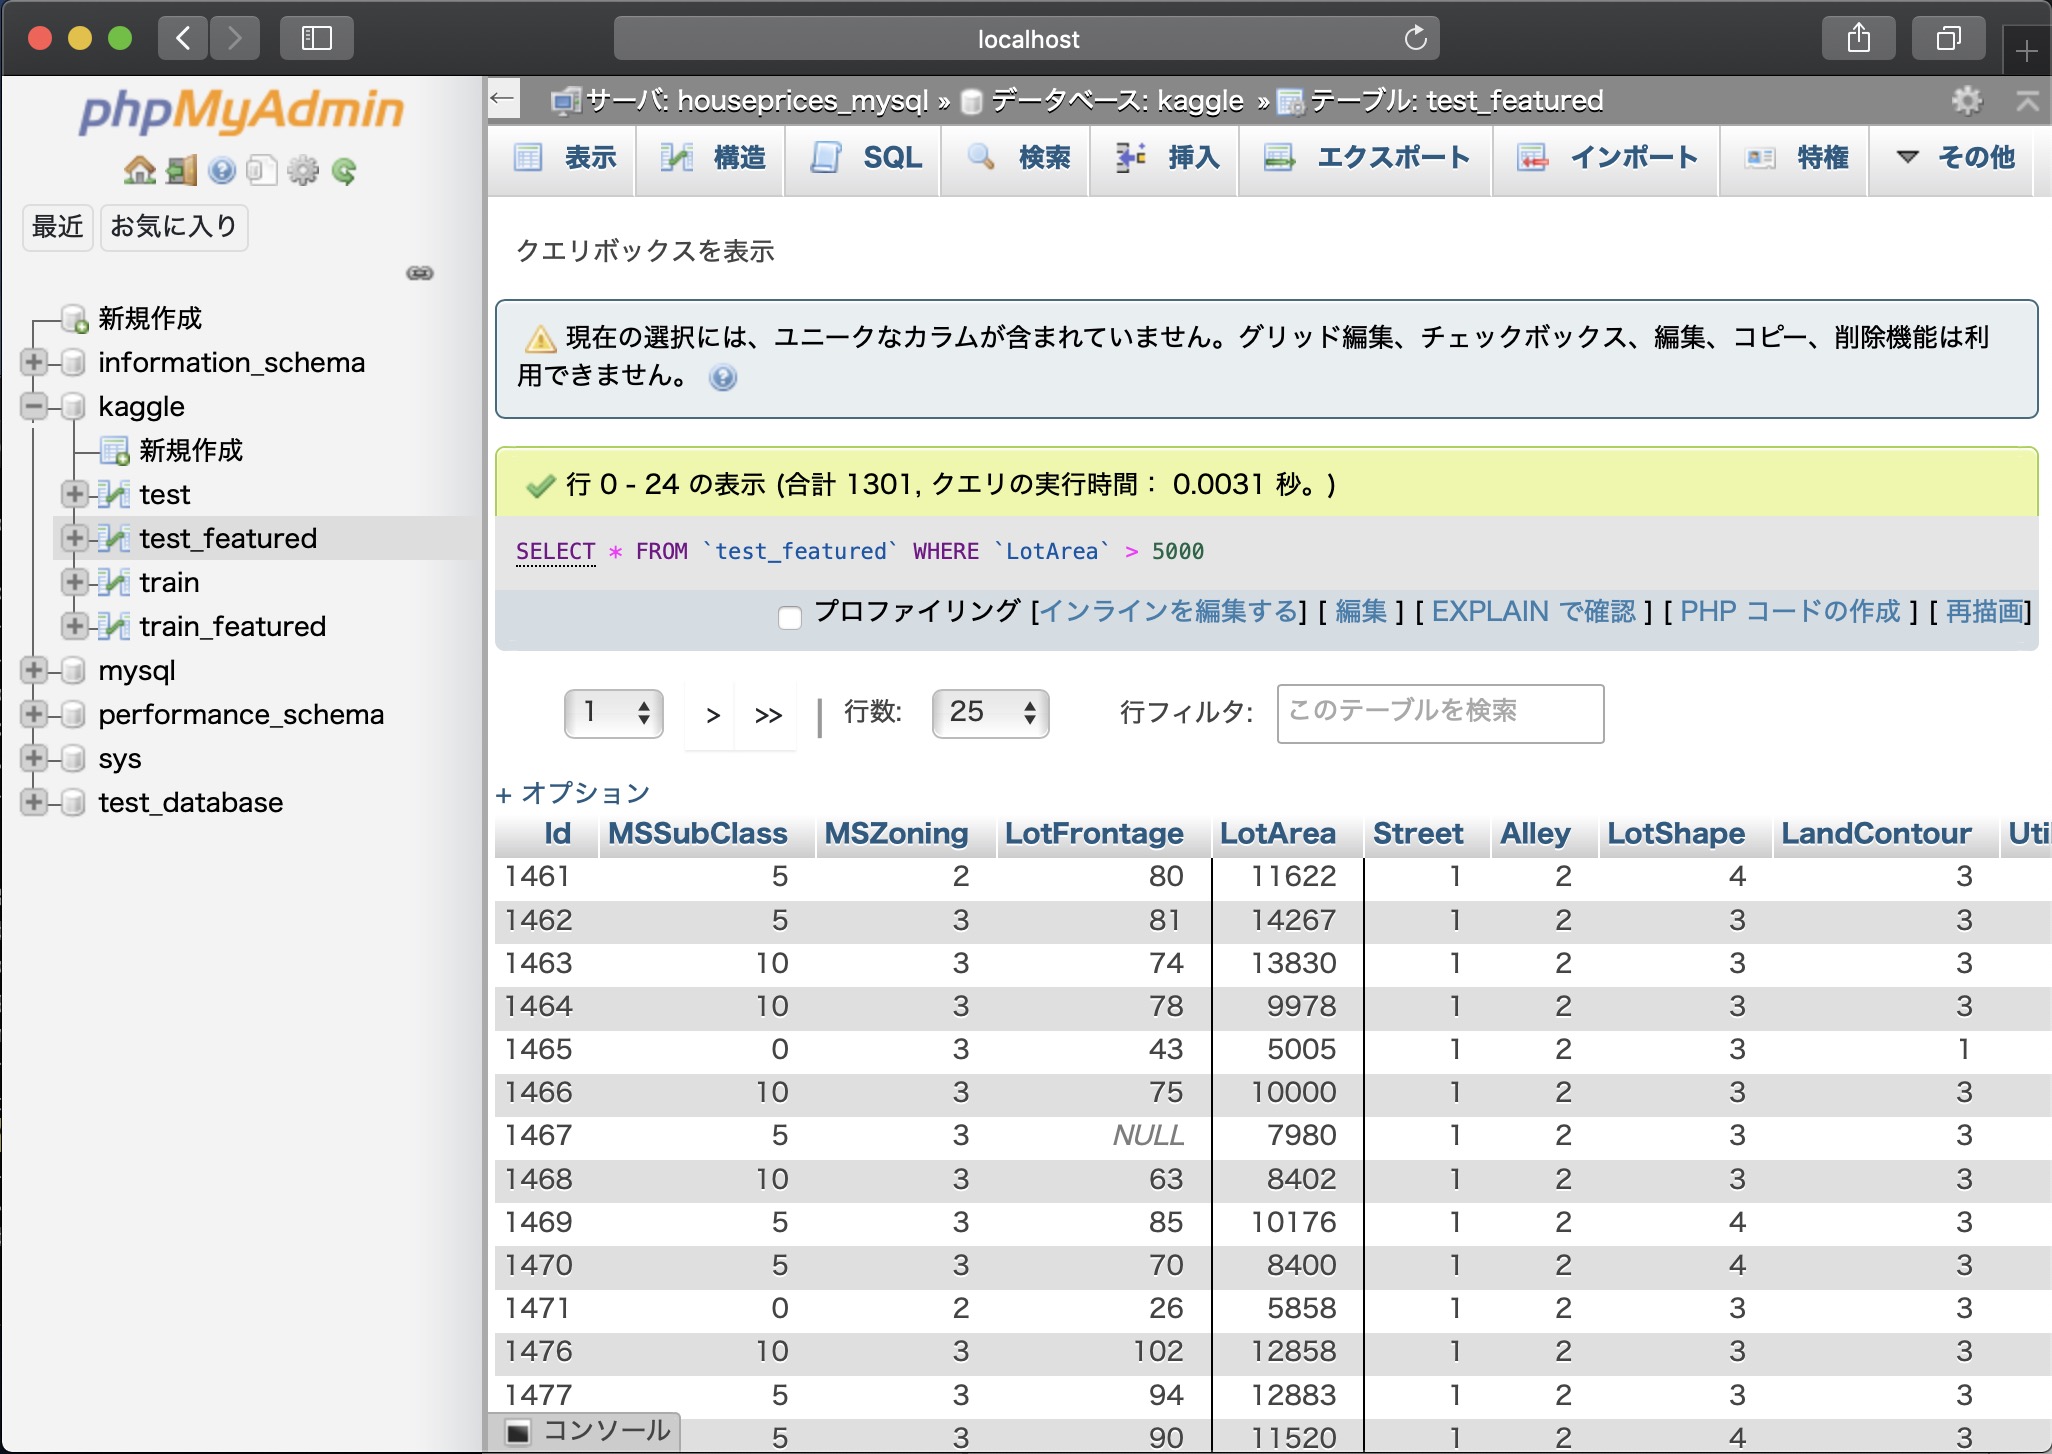 localhost
phpMyAdmin
最近 お気に入り
新規作成
information_schema
kaggle
新規作成
test
test_featured
train
train_featured
mysql
performance_schema
sys
test_database
← サーバ: houseprices_mysql » データベース: kaggle » テーブル: test_featured
表示 構造 SQL 検索 挿入 エクスポート インポート 特権 その他
クエリボックスを表示
現在の選択には、ユニークなカラムが含まれていません。グリッド編集、チェックボックス、編集、コピー、削除機能は利
用できません。
行 0 - 24 の表示 (合計 1301, クエリの実行時間： 0.0031 秒。)
SELECT * FROM `test_featured` WHERE `LotArea` > 5000
プロファイリング [インラインを編集する] [ 編集 ] [ EXPLAIN で確認 ] [ PHP コードの作成 ] [ 再描画]
1 > >> | 行数: 25 行フィルタ: このテーブルを検索
+ オプション
Id MSSubClass MSZoning LotFrontage LotArea Street Alley LotShape LandContour Uti
1461 5 2 80 11622 1 2 4 3
1462 5 3 81 14267 1 2 3 3
1463 10 3 74 13830 1 2 3 3
1464 10 3 78 9978 1 2 3 3
1465 0 3 43 5005 1 2 3 1
1466 10 3 75 10000 1 2 3 3
1467 5 3 NULL 7980 1 2 3 3
1468 10 3 63 8402 1 2 3 3
1469 5 3 85 10176 1 2 4 3
1470 5 3 70 8400 1 2 4 3
1471 0 2 26 5858 1 2 3 3
1476 10 3 102 12858 1 2 3 3
1477 5 3 94 12883 1 2 3 3
コンソール 5 3 90 11520 1 2 4 3